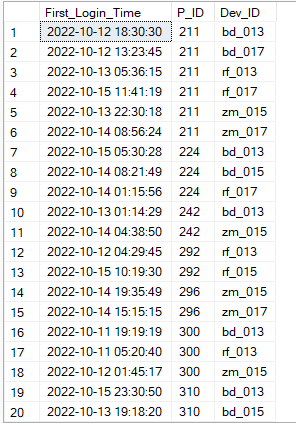 First_Login_Time P_ID Dev_ID
1 2022-10-12 18:30:30 211 bd_013
2 2022-10-12 13:23:45 211 bd_017
3 2022-10-13 05:36:15 211 rf_013
4 2022-10-15 11:41:19 211 rf_017
5 2022-10-13 22:30:18 211 zm_015
6 2022-10-14 08:56:24 211 zm_017
7 2022-10-15 05:30:28 224 bd_013
8 2022-10-14 08:21:49 224 bd_015
9 2022-10-14 01:15:56 224 rf_017
10 2022-10-13 01:14:29 242 bd_013
11 2022-10-14 04:38:50 242 zm_015
12 2022-10-12 04:29:45 292 rf_013
13 2022-10-15 10:19:30 292 rf_015
14 2022-10-14 19:35:49 296 zm_015
15 2022-10-14 15:15:15 296 zm_017
16 2022-10-11 19:19:19 300 bd_013
17 2022-10-11 05:20:40 300 rf_013
18 2022-10-12 01:45:17 300 zm_015
19 2022-10-15 23:30:50 310 bd_013
20 2022-10-13 19:18:20 310 bd_015